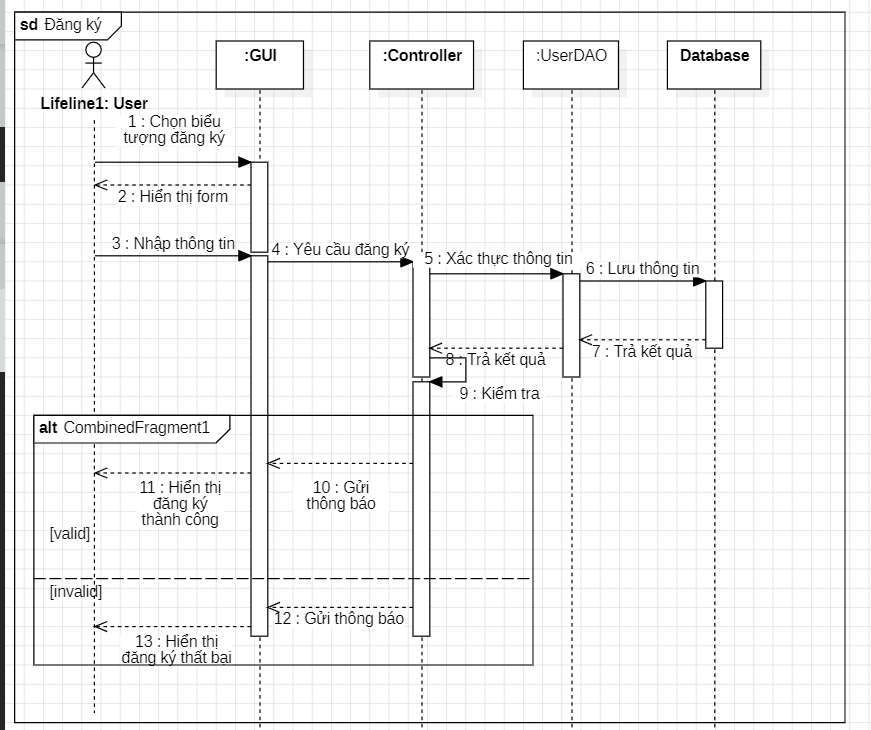 sd Đăng ký
:GUI
:Controller
:UserDAO
Database
Lifeline1: User
1 : Chọn biểu
tượng đăng ký
2 : Hiển thị form
3 : Nhập thông tin
4 : Yêu cầu đăng ký
5 : Xác thực thông tin
6 : Lưu thông tin
7 : Trả kết quả
8 : Trả kết quả
9 : Kiểm tra
alt CombinedFragment1
10 : Gửi
thông báo
11 : Hiển thị
đăng ký
thành công
[valid]
[invalid]
12 : Gửi thông báo
13 : Hiển thị
đăng ký thất bại